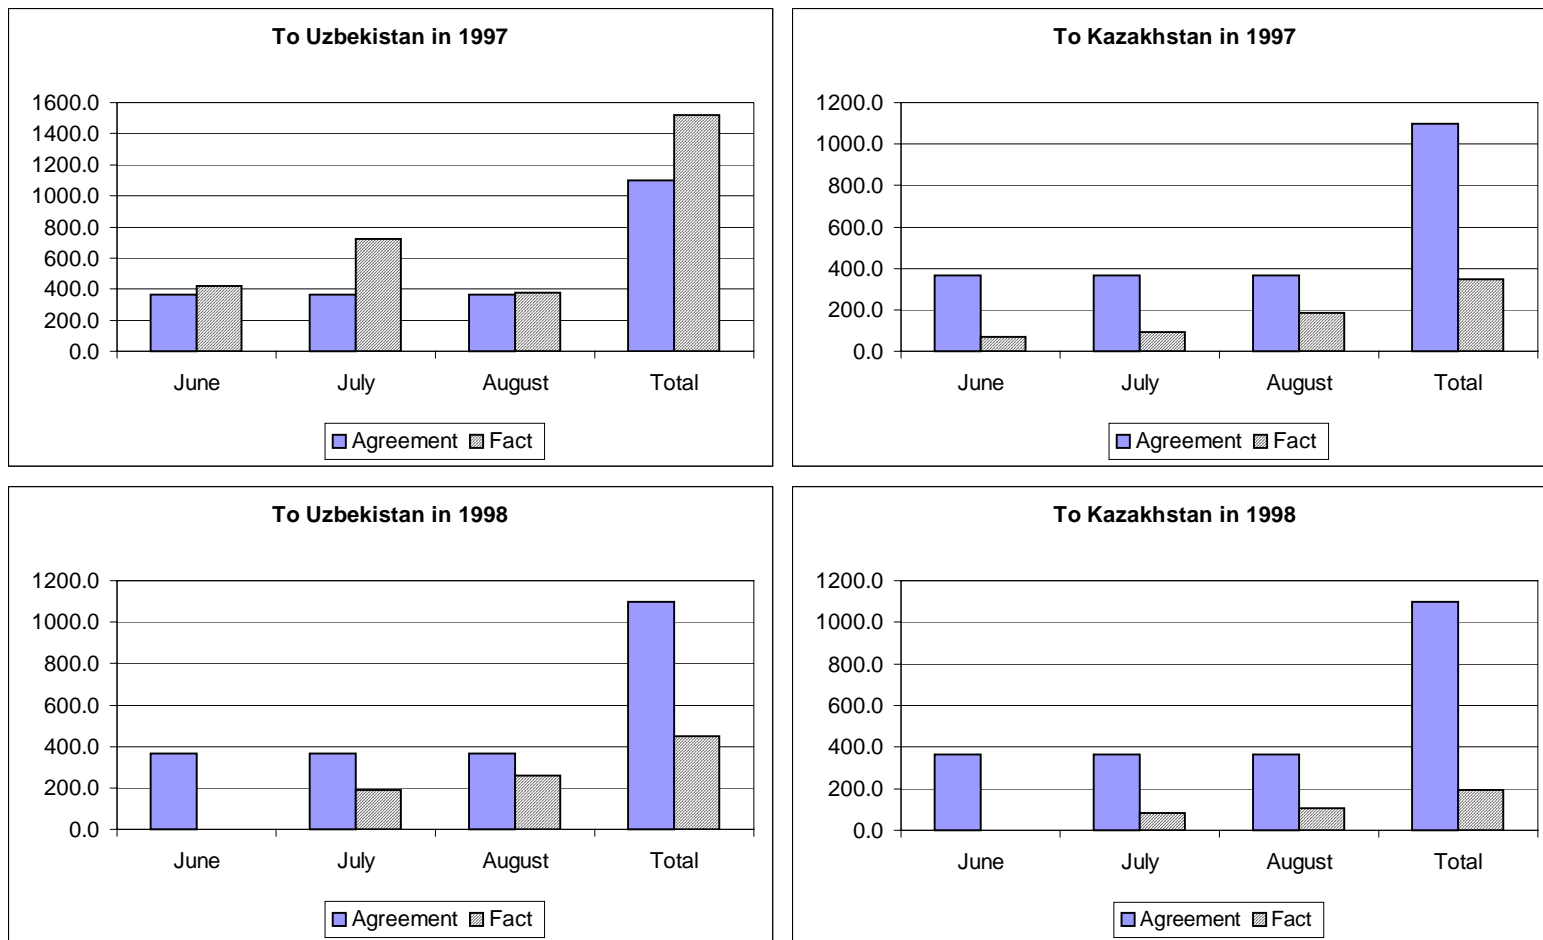 To Uzbekistan in 1997
1600.0
1400.0
1200.0
1000.0
800.0
600.0
400.0
200.0
0.0
June July August Total
Agreement Fact
To Kazakhstan in 1997
1200.0
1000.0
800.0
600.0
400.0
200.0
0.0
June July August Total
Agreement Fact
To Uzbekistan in 1998
1200.0
1000.0
800.0
600.0
400.0
200.0
0.0
June July August Total
Agreement Fact
To Kazakhstan in 1998
1200.0
1000.0
800.0
600.0
400.0
200.0
0.0
June July August Total
Agreement Fact